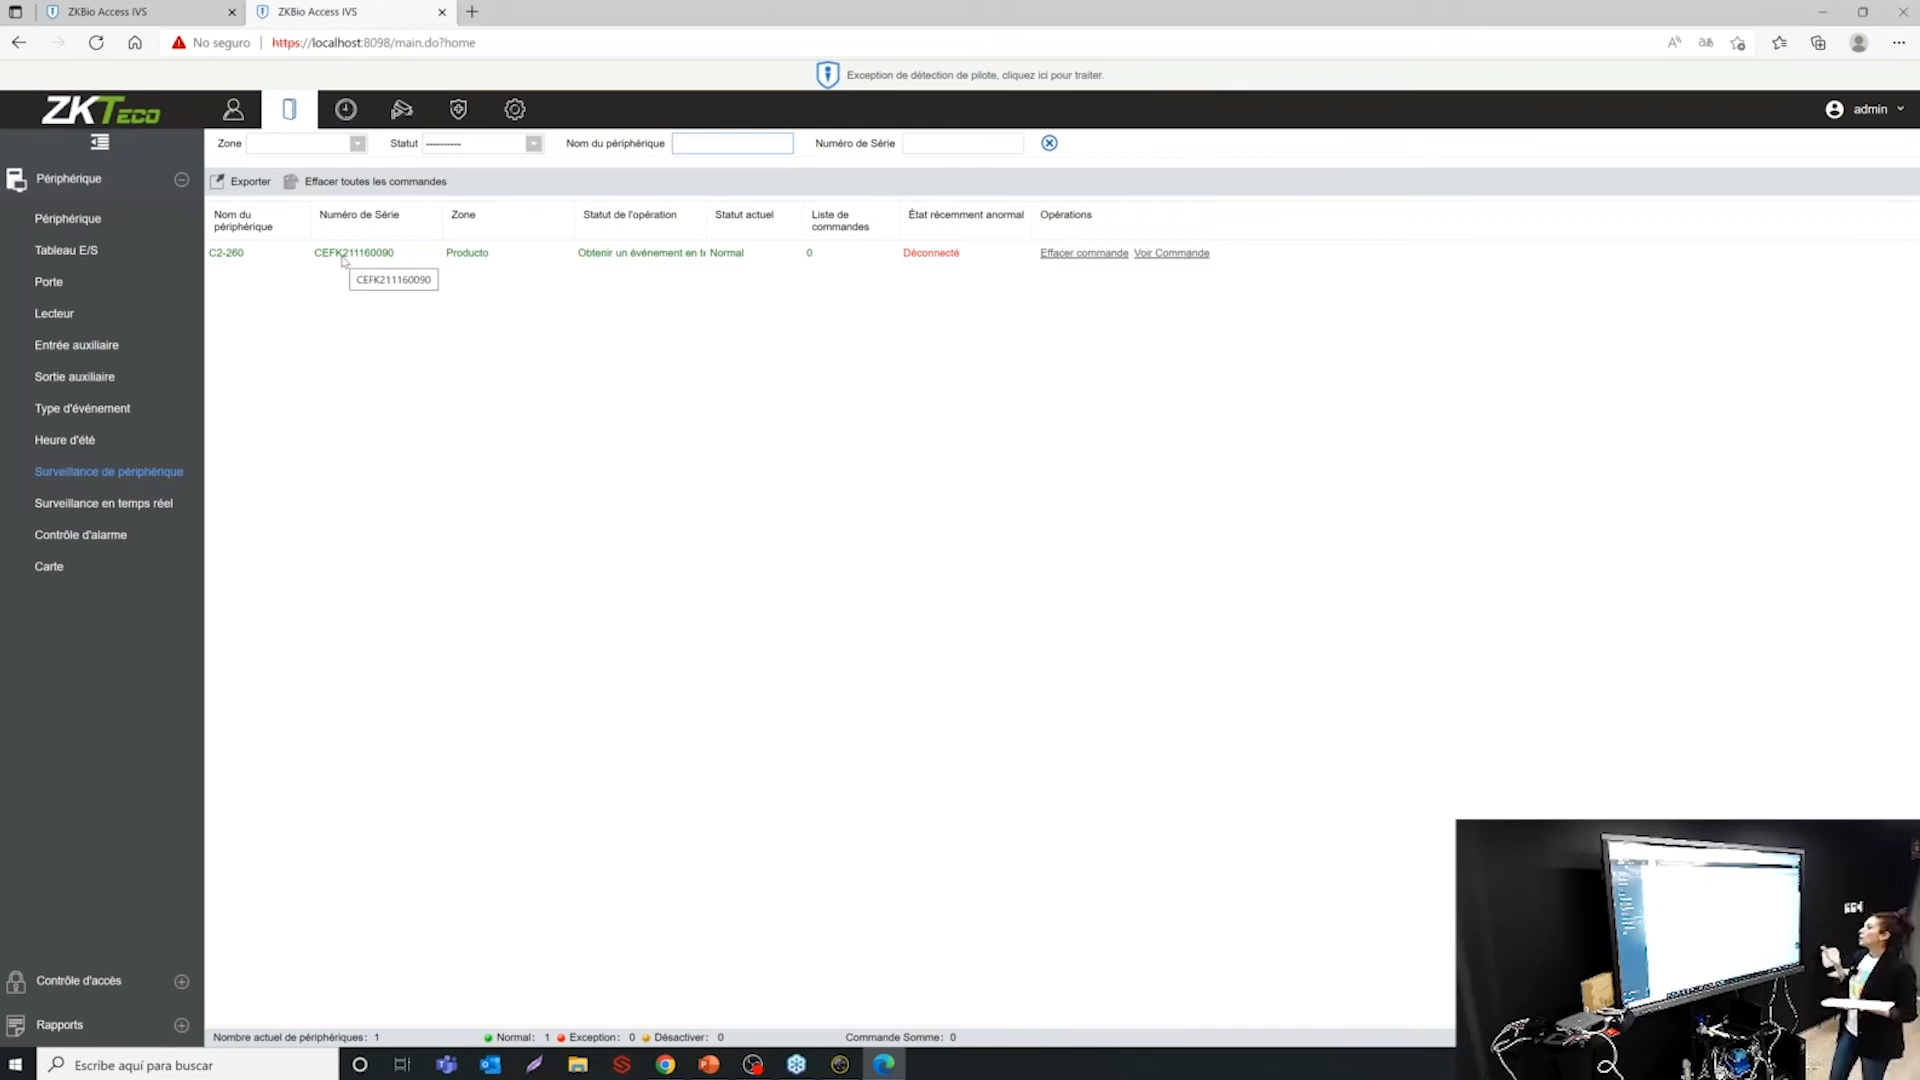 ZKBio Access IVS
ZKBio Access IVS
No seguro
https://localhost:8098/main.do?home
Exception de détection de pilote, cliquez ici pour traiter.
ZKTeco
admin
Zone
Statut
----------
Nom du périphérique
Numéro de Série
Périphérique
Exporter
Effacer toutes les commandes
Nom du périphérique
Numéro de Série
Zone
Statut de l'opération
Statut actuel
Liste de commandes
État récemment anormal
Opérations
C2-260
CEFK211160090
Producto
Obtenir un événement en te
Normal
0
Déconnecté
Effacer commande
Voir Commande
CEFK211160090
Périphérique
Tableau E/S
Porte
Lecteur
Entrée auxiliaire
Sortie auxiliaire
Type d'événement
Heure d'été
Surveillance de périphérique
Surveillance en temps réel
Contrôle d'alarme
Carte
Contrôle d'accès
Rapports
Nombre actuel de périphériques: 1
Normal: 1
Exception: 0
Désactiver: 0
Commande Somme: 0
Escribe aquí para buscar